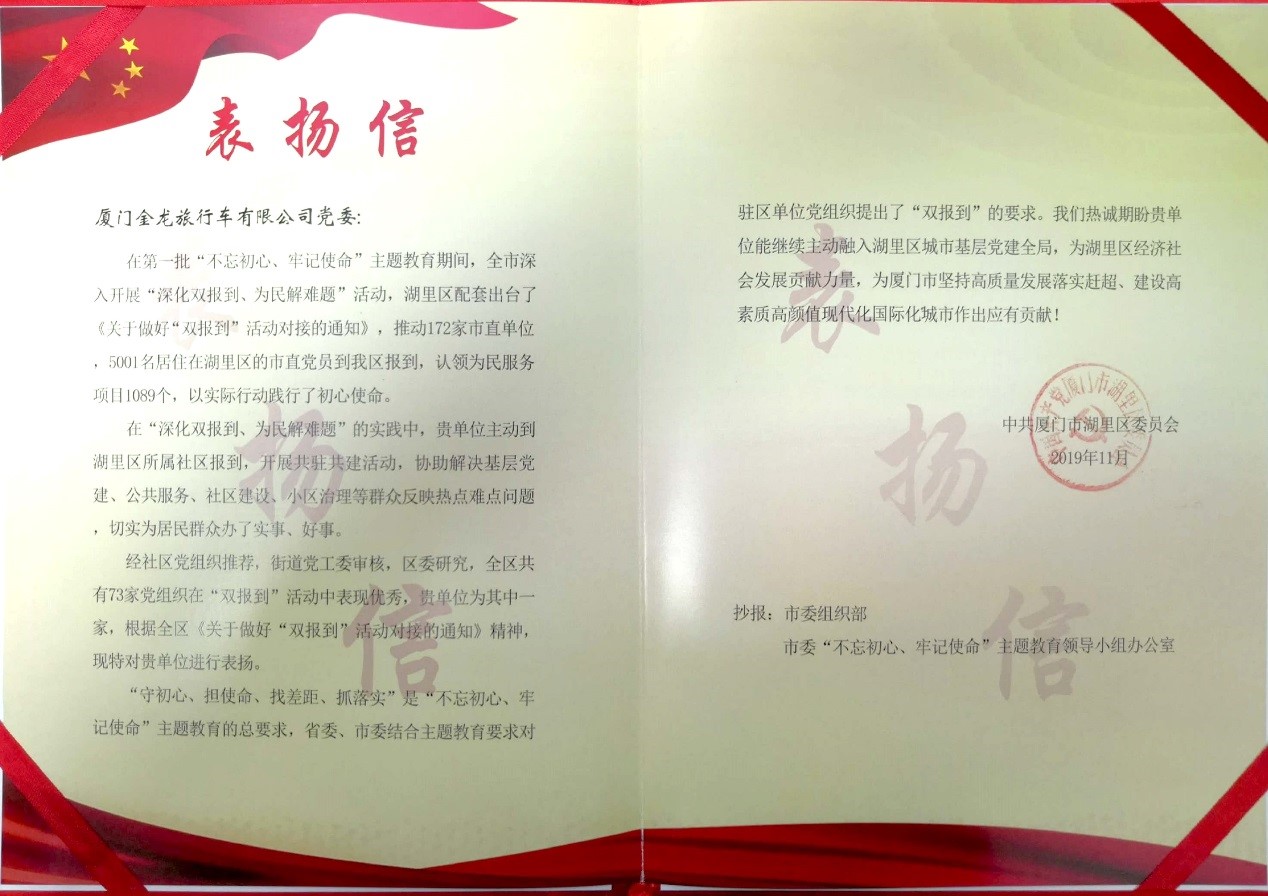 表扬信
厦门金龙旅行车有限公司党委:
在第一批“不忘初心、牢记使命”主题教育期间，全市深
入开展“深化双报到、为民解难题”活动，湖里区配套出台了
《关于做好“双报到”活动对接的通知》，推动172家市直单位
，5001名居住在湖里区的市直党员到我区报到，认领为民服务
项目1089个，以实际行动践行了初心使命。
在“深化双报到、为民解难题”的实践中，贵单位主动到
湖里区所属社区报到，开展共驻共建活动，协助解决基层党
建、公共服务、社区建设、小区治理等群众反映热点难点问题
，切实为居民群众办了实事、好事。
经社区党组织推荐，街道党工委审核，区委研究，全区共
有73家党组织在“双报到”活动中表现优秀，贵单位为其中一
家，根据全区《关于做好“双报到”活动对接的通知》精神，
现特对贵单位进行表扬。
“守初心、担使命、找差距、抓落实”是“不忘初心、牢
记使命”主题教育的总要求，省委、市委结合主题教育要求对
表
扬
信
驻区单位党组织提出了“双报到”的要求。我们热诚期盼贵单
位能继续主动融入湖里区城市基层党建全局，为湖里区经济社
会发展贡献力量，为厦门市坚持高质量发展落实赶超、建设高
素质高颜值现代化国际化城市作出应有贡献！
中共厦门市湖里区委员会
2019年11月
抄报：市委组织部
市委“不忘初心、牢记使命”主题教育领导小组办公室
表
扬
信